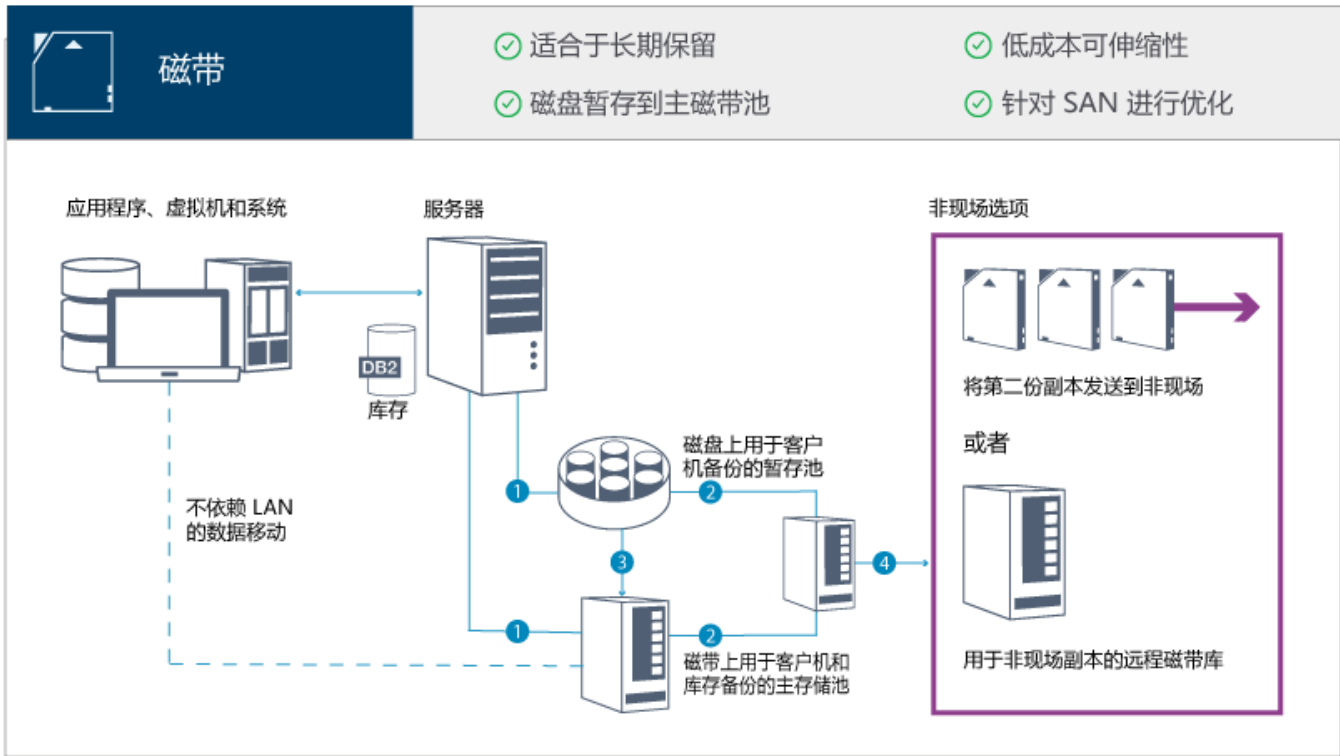 磁带
适合于长期保留
低成本可伸缩性
磁盘暂存到主磁带池
针对 SAN 进行优化
应用程序、虚拟机和系统
服务器
非现场选项
DB2
库存
将第二份副本发送到非现场
或者
磁盘上用于客户
机备份的暂存池
1
2
不依赖 LAN
的数据移动
3
4
1
2
磁带上用于客户机和
库存备份的主存储池
用于非现场副本的远程磁带库